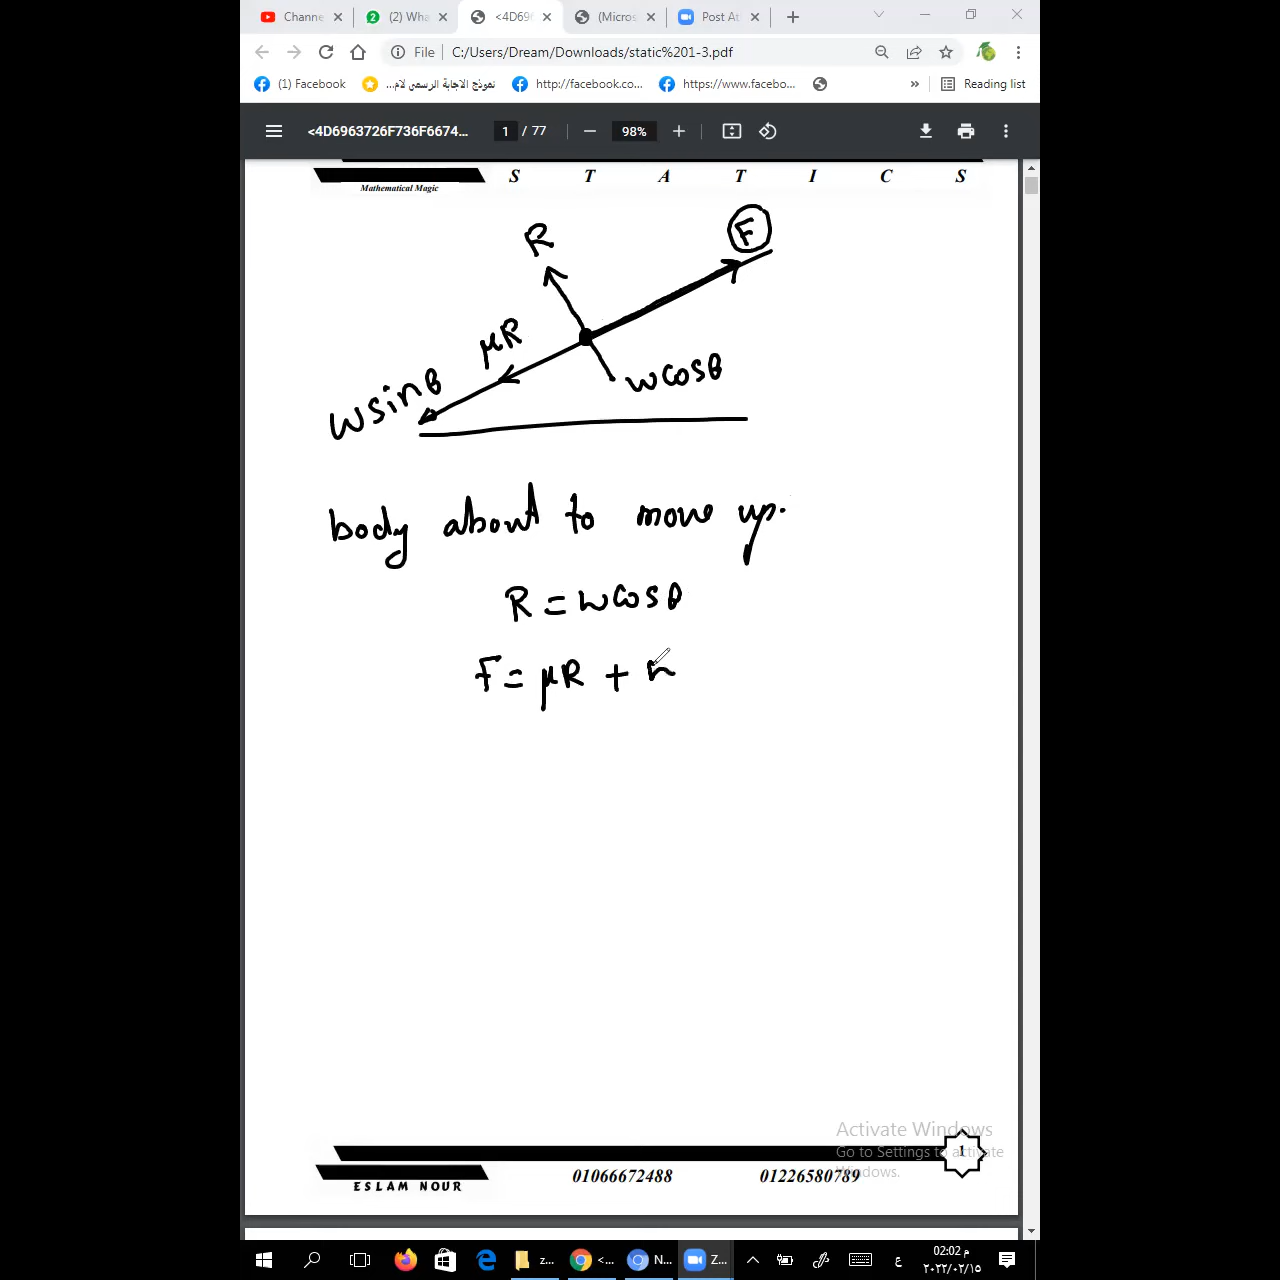 Channe
(2) Wha
<4D69
(Micros
Post At
File
C:/Users/Dream/Downloads/static%201-3.pdf
(1) Facebook
نموذج الاجابة الرسمى لام...
http://facebook.co...
https://www.facebo...
»
Reading list
<4D6963726F736F6674...
1 / 77
98%
Mathematical Magic
S T A T I C S
R
F
μR
wcosθ
wsinθ
body about to move up.
R = wcosθ
F = μR +
Activate Windows
Go to Settings to activate
Windows.
1
ESLAM NOUR
01066672488
01226580789
z...
<...
N...
Z...
ع
02:02 م
٢٠٢٢/٠٢/١٥